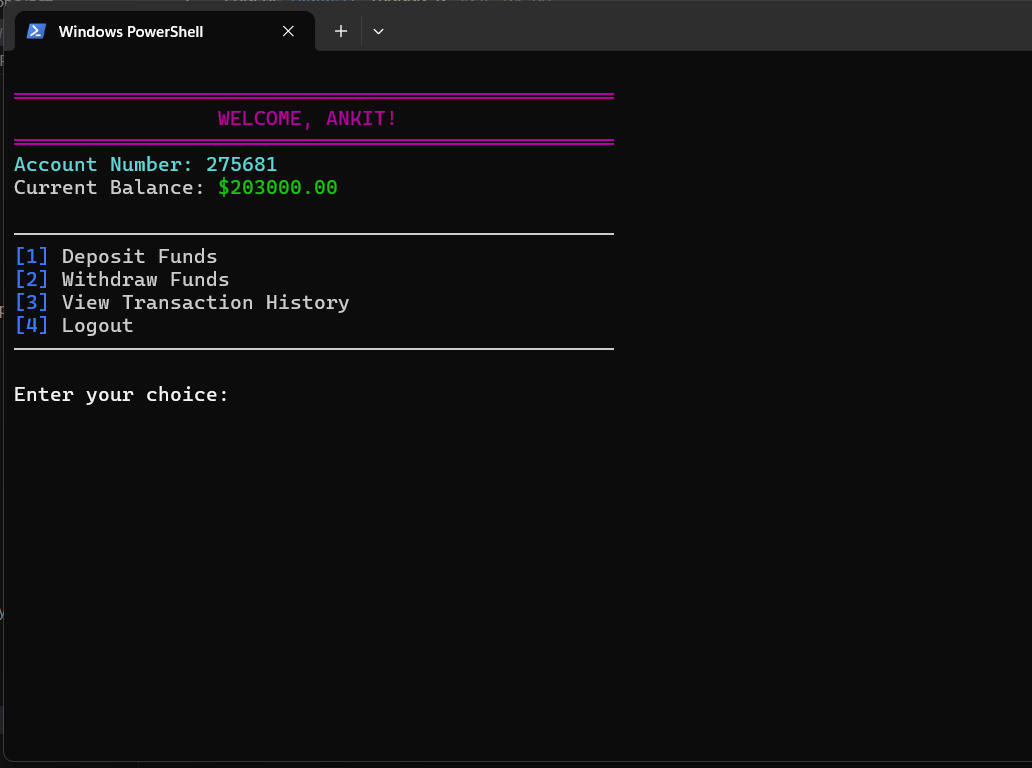 Windows PowerShell
WELCOME, ANKIT!
Account Number: 275681
Current Balance: $203000.00
[1] Deposit Funds
[2] Withdraw Funds
[3] View Transaction History
[4] Logout
Enter your choice: